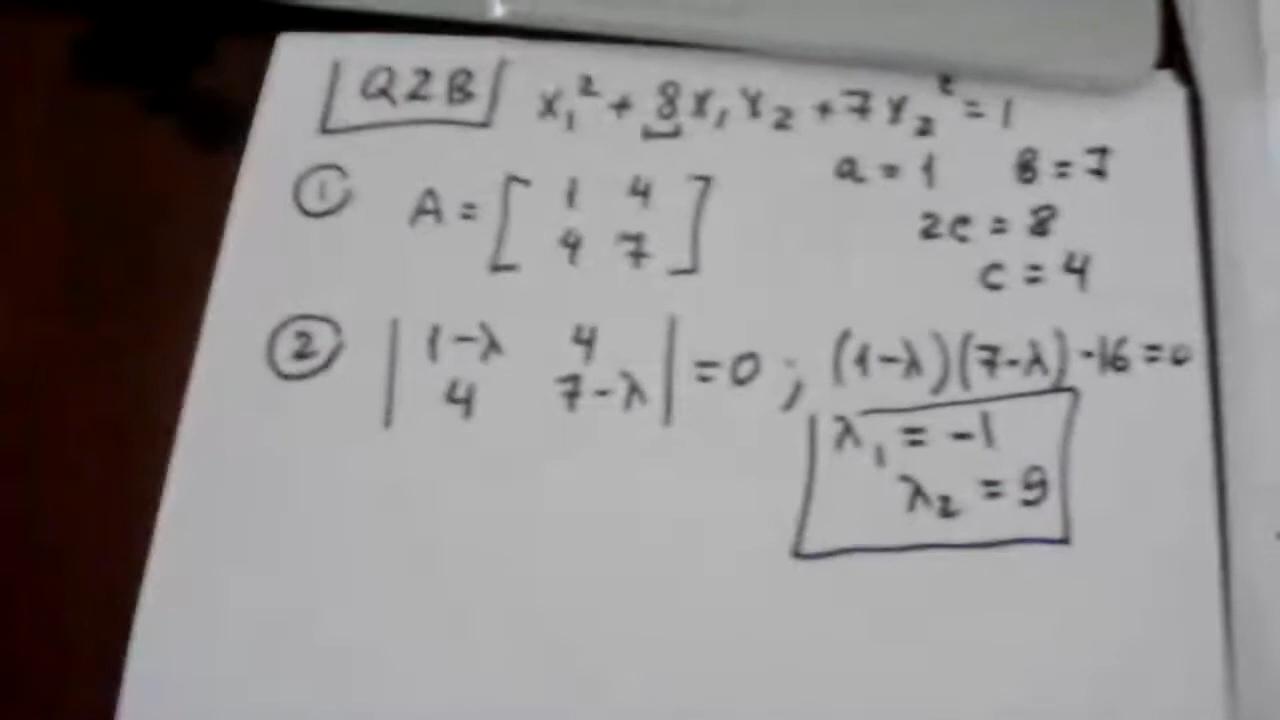 Q2B x₁² + 8x₁x₂ + 7x₂² = 1
a = 1 B = 7
① A = [ 1 4
4 7 ]
2c = 8
c = 4
② | 1-λ 4
4 7-λ | = 0 ; (1-λ)(7-λ) - 16 = 0
λ₁ = -1
λ₂ = 9